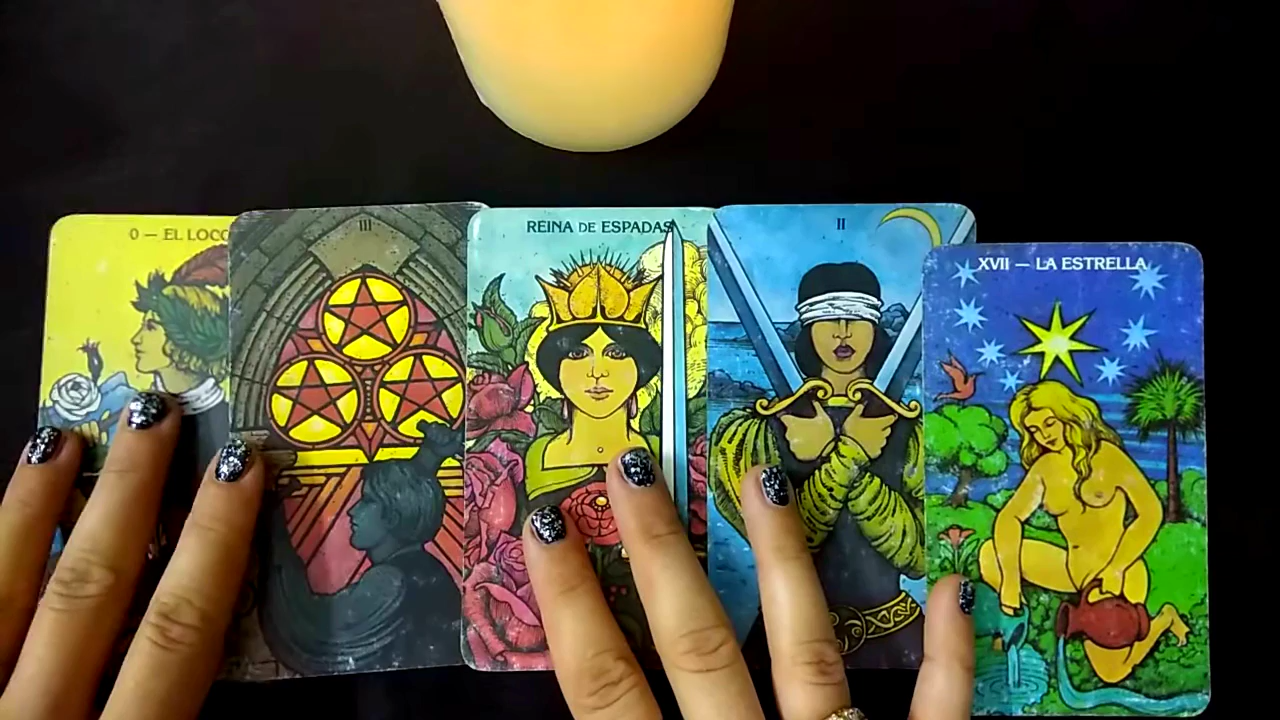 0 — EL LOCO
III
REINA DE ESPADAS
II
XVII — LA ESTRELLA